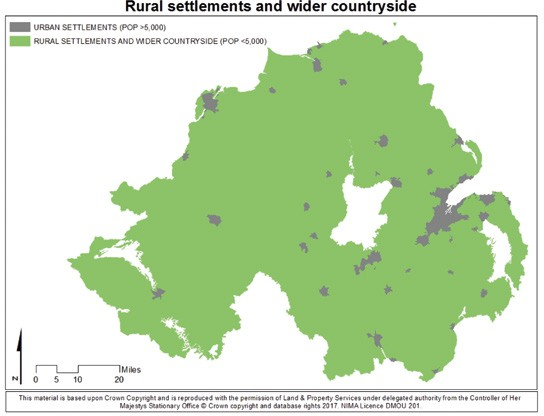 Rural settlements and wider countryside
URBAN SETTLEMENTS (POP >5,000)
RURAL SETTLEMENTS AND WIDER COUNTRYSIDE (POP <5,000)
N
Miles
0 5 10 20
This material is based upon Crown Copyright and is reproduced with the permission of Land & Property Services under delegated authority from the Controller of Her
Majestys Stationary Office © Crown copyright and database rights 2017. NIMA Licence DMOU 201.